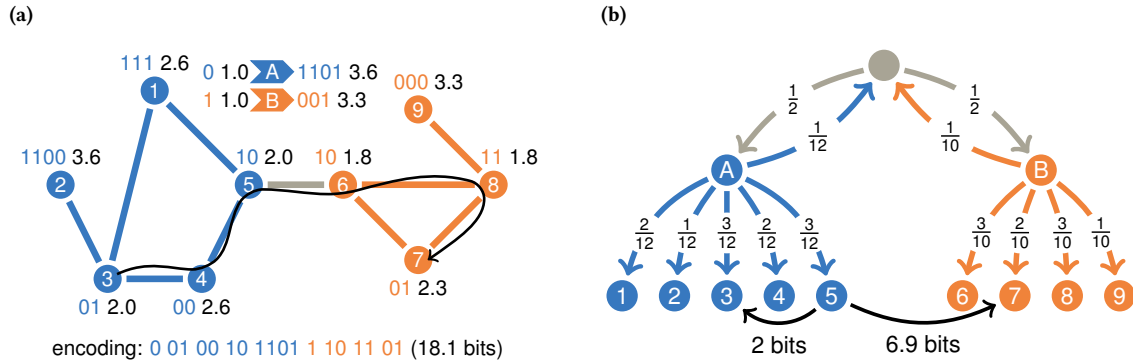 (a)
111 2.6
1
0 1.0 A 1101 3.6
1 1.0 B 001 3.3
000 3.3
9
1100 3.6
2
10 2.0
5
10 1.8
6
11 1.8
8
3
01 2.0
4
00 2.6
7
01 2.3
encoding: 0 01 00 10 1101 1 10 11 01 (18.1 bits)
(b)
1/2
1/12
1/10
1/2
A
B
2/12 1/12 3/12 2/12 3/12
3/10 2/10 3/10 1/10
1 2 3 4 5 6 7 8 9
2 bits
6.9 bits